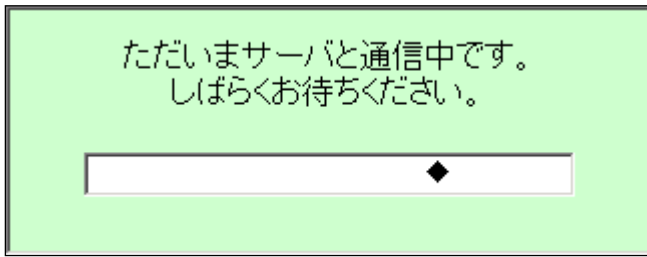 ただいまサーバと通信中です。
しばらくお待ちください。
◆